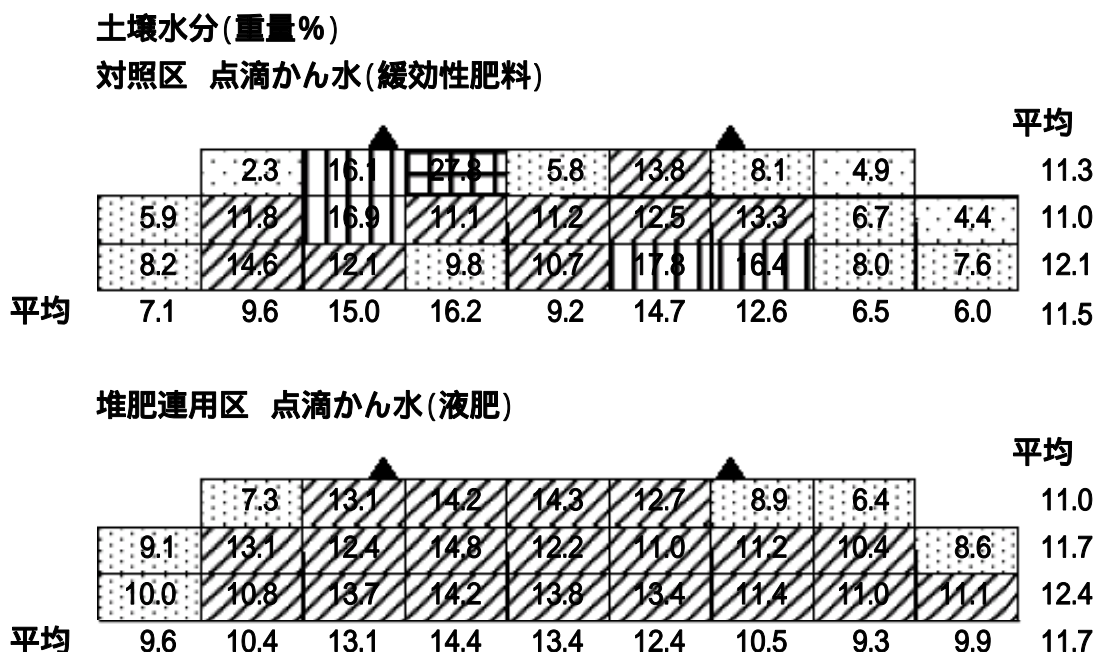 土壌水分(重量%)
対照区 点滴かん水(緩効性肥料)
平均
2.3 16.1 27.8 5.8 13.8 8.1 4.9 11.3
5.9 11.8 16.9 11.1 11.2 12.5 13.3 6.7 4.4 11.0
8.2 14.6 12.1 9.8 10.7 17.8 16.4 8.0 7.6 12.1
平均 7.1 9.6 15.0 16.2 9.2 14.7 12.6 6.5 6.0 11.5
堆肥連用区 点滴かん水(液肥)
平均
7.3 13.1 14.2 14.3 12.7 8.9 6.4 11.0
9.1 13.1 12.4 14.8 12.2 11.0 11.2 10.4 8.6 11.7
10.0 10.8 13.7 14.2 13.8 13.4 11.4 11.0 11.1 12.4
平均 9.6 10.4 13.1 14.4 13.4 12.4 10.5 9.3 9.9 11.7